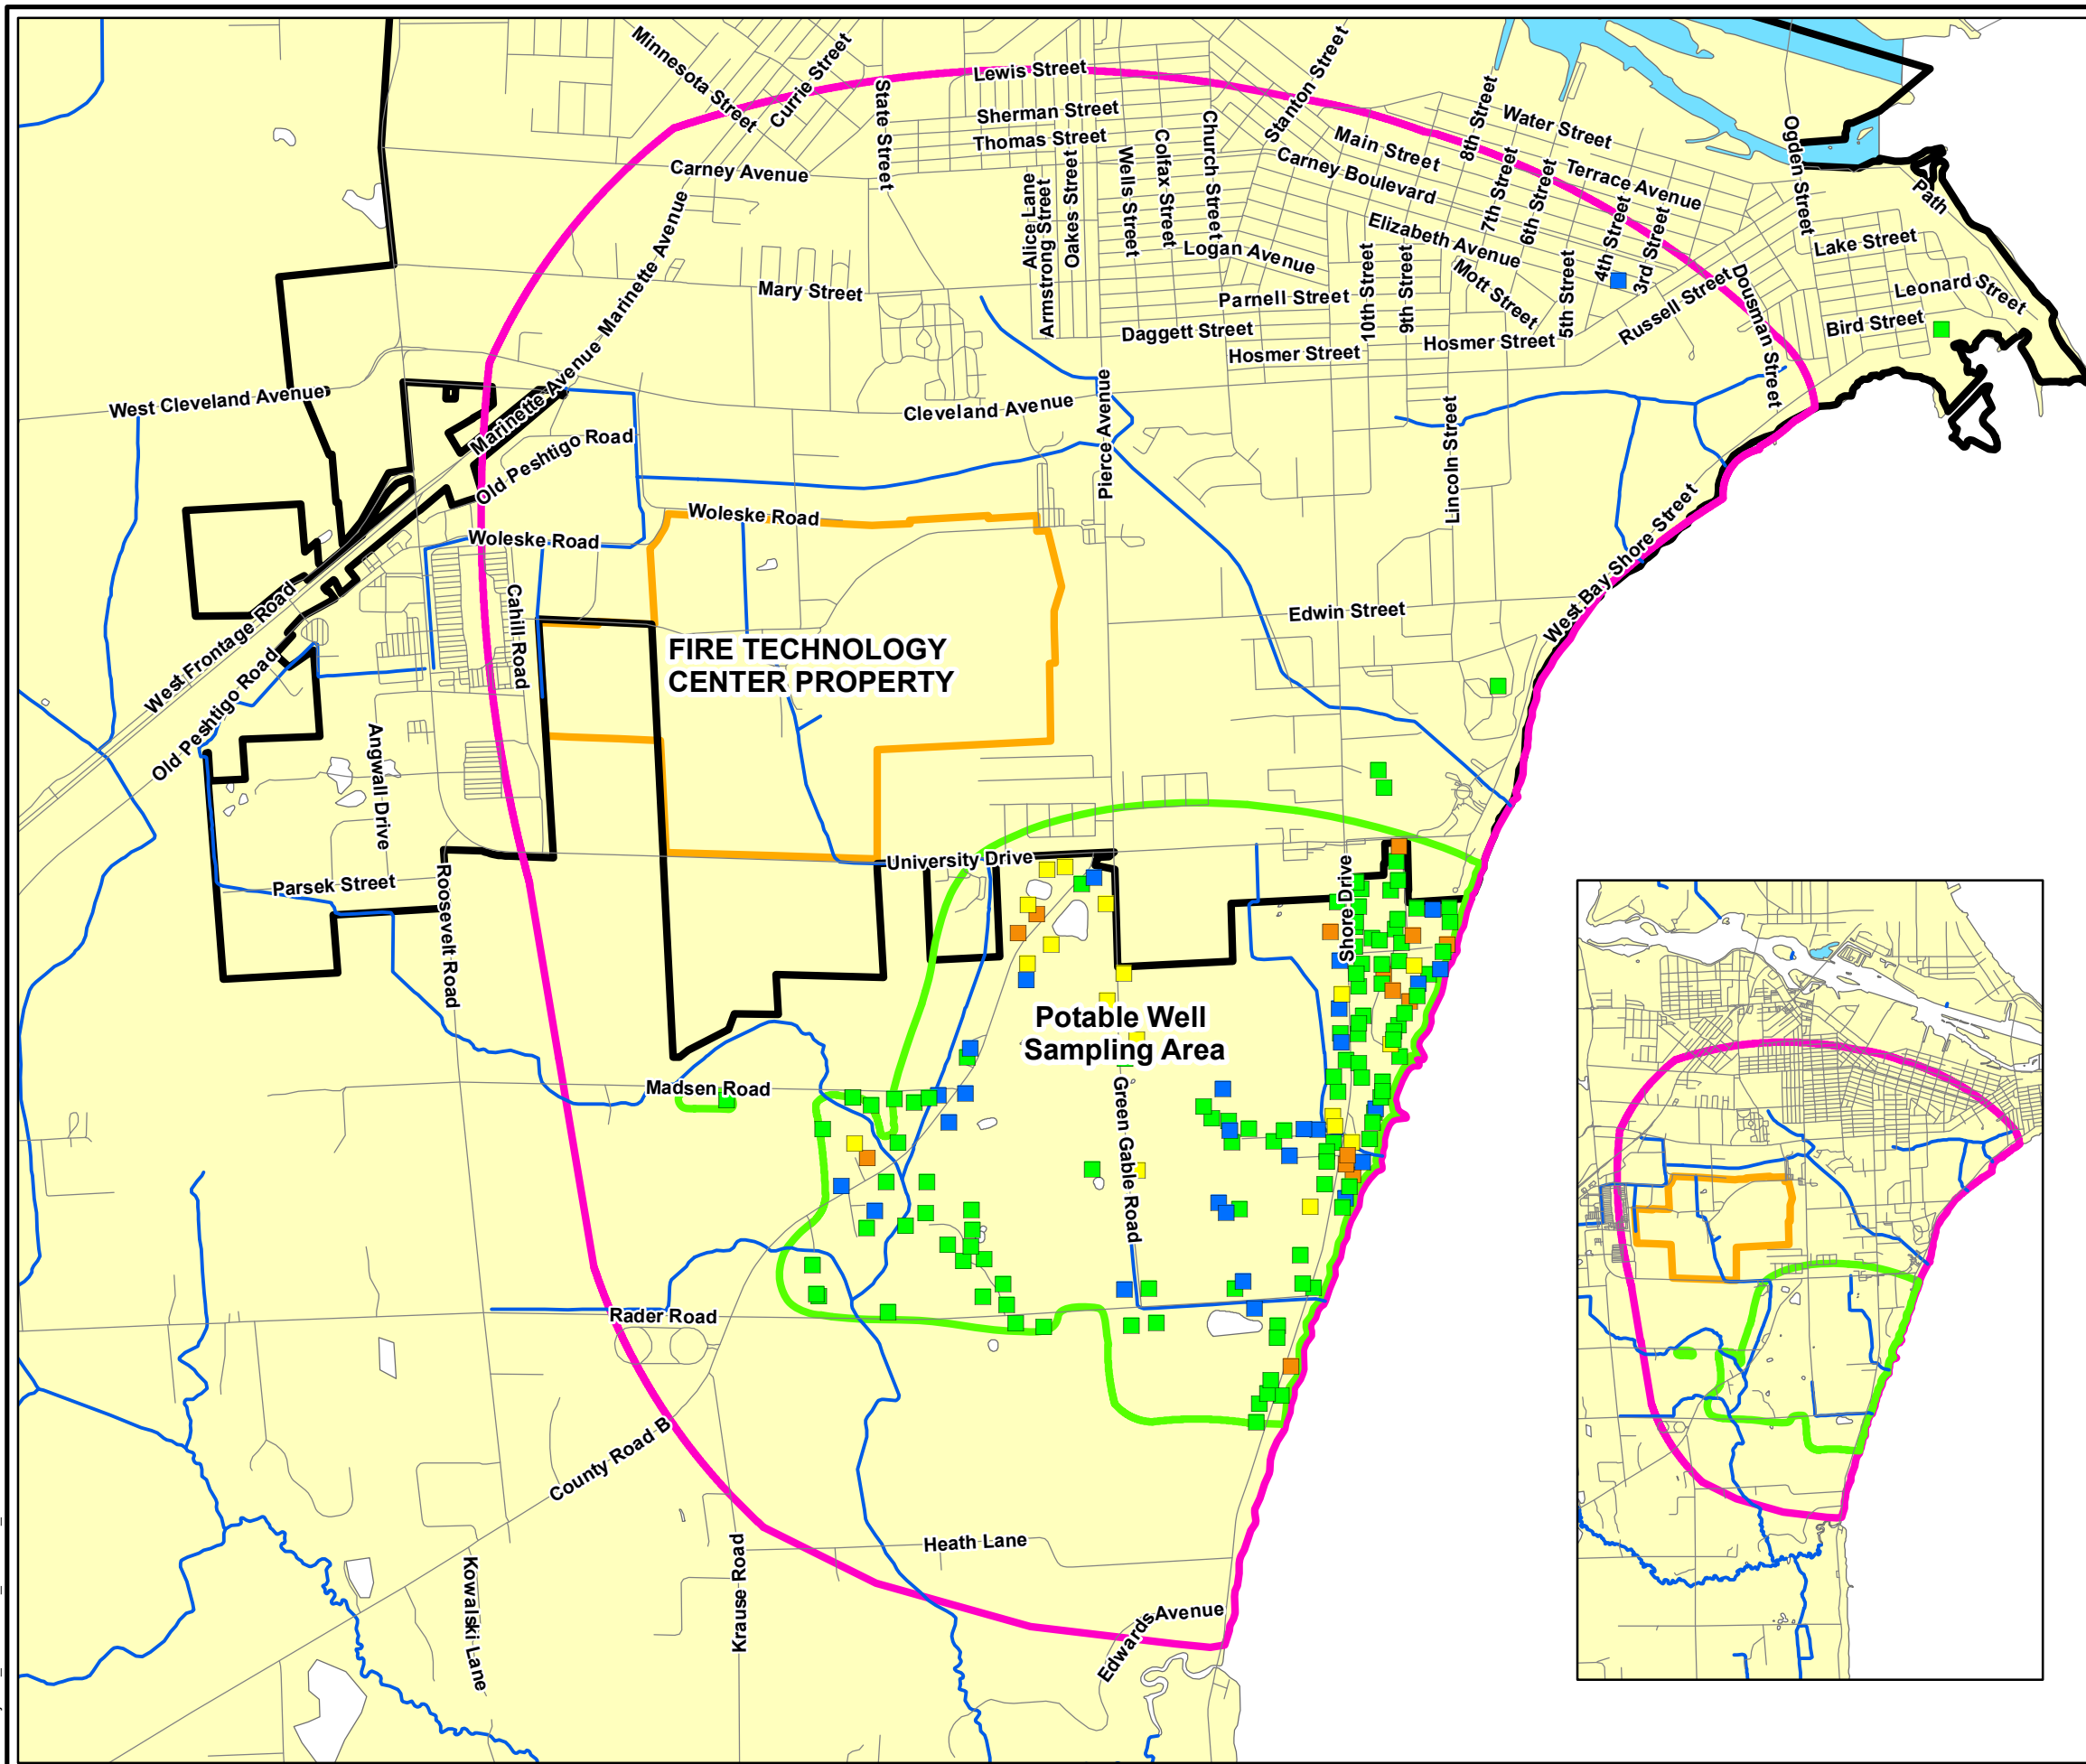 Minnesota Street
Currie Street
State Street
Lewis Street
Sherman Street
Thomas Street
Stanton Street
Church Street
Colfax Street
Wells Street
Oakes Street
Alice Lane
Armstrong Street
Carney Avenue
Marinette Avenue
Mary Street
Main Street
Carney Boulevard
8th Street
Water Street
7th Street
6th Street
Terrace Avenue
Ogden Street
Path
Lake Street
Leonard Street
Bird Street
Elizabeth Avenue
4th Street
3rd Street
Logan Avenue
10th Street
9th Street
Mott Street
5th Street
Russell Street
Dousman Street
Parnell Street
Daggett Street
Hosmer Street
Hosmer Street
West Cleveland Avenue
Marinette Avenue
Old Peshtigo Road
Cleveland Avenue
Pierce Avenue
Lincoln Street
Woleske Road
Woleske Road
West Bay Shore Street
Cahill Road
Edwin Street
West Frontage Road
Old Peshtigo Road
FIRE TECHNOLOGY
CENTER PROPERTY
Angwall Drive
University Drive
Shore Drive
Parsek Street
Roosevelt Road
Potable Well
Sampling Area
Madsen Road
Green Gable Road
Rader Road
County Road B
Heath Lane
Krause Road
Kowalski Lane
Edwards Avenue